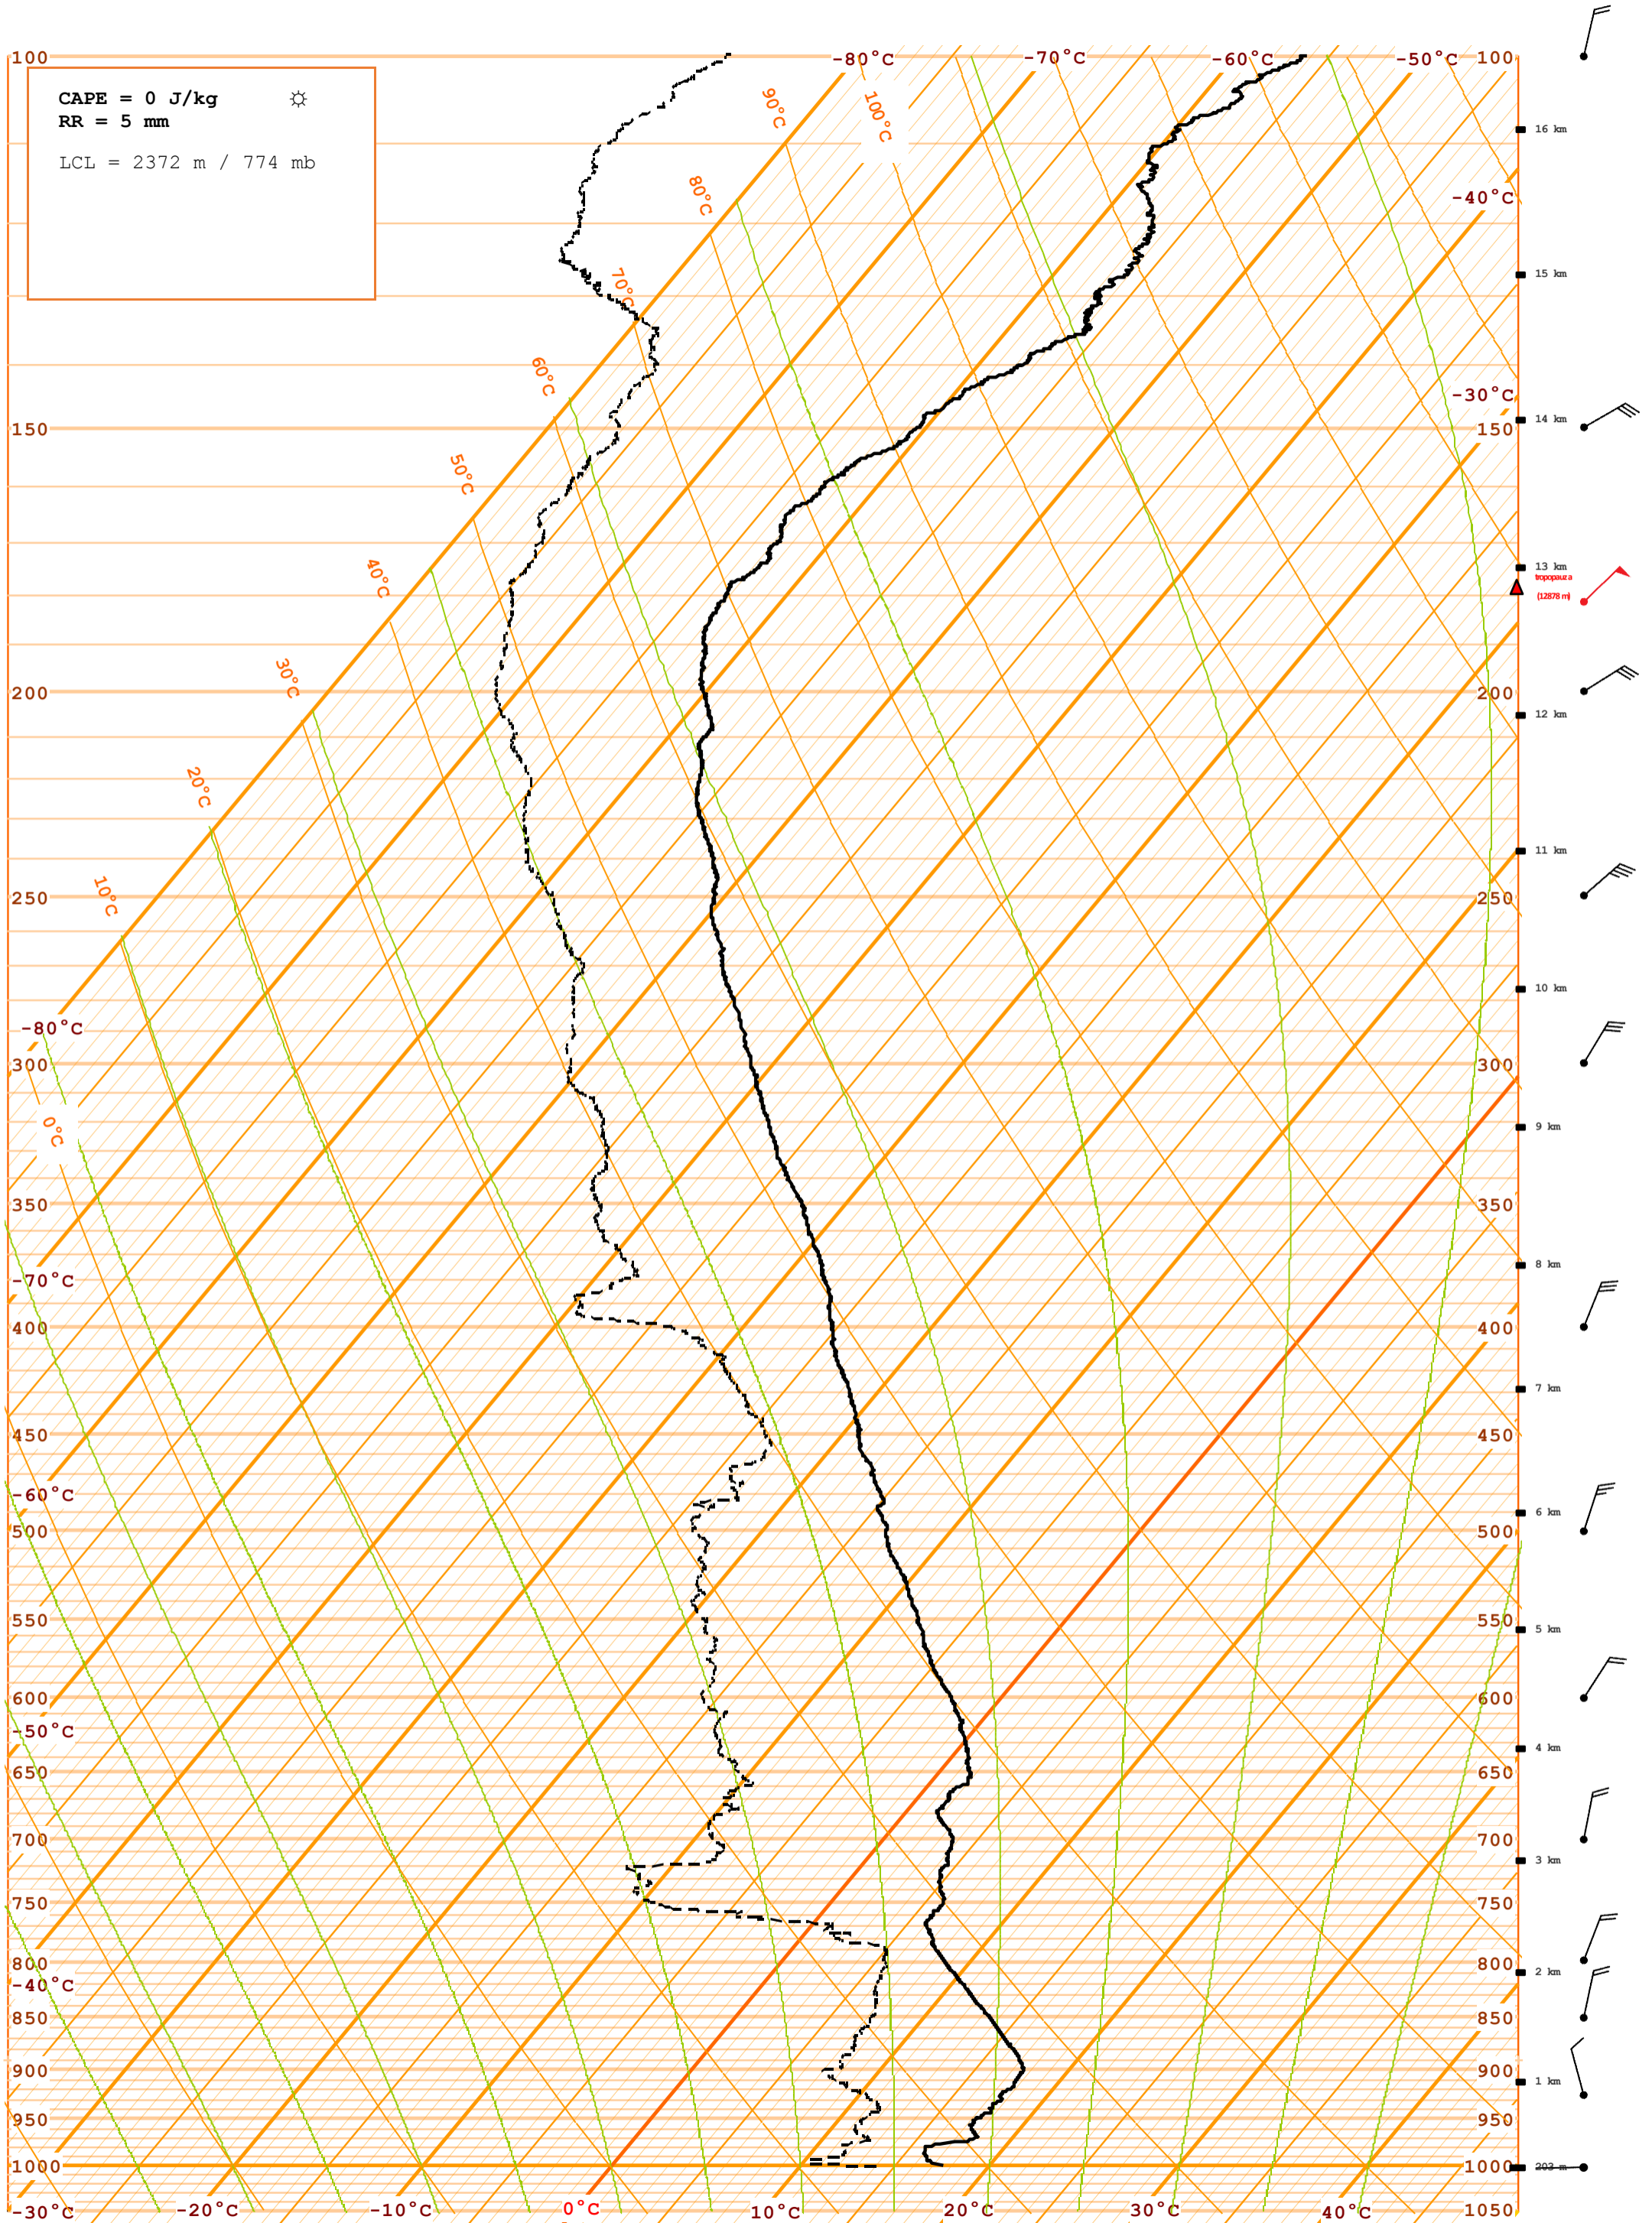 100 -80°C -70°C -60°C -50°C 100
CAPE = 0 J/kg ☼
RR = 5 mm
LCL = 2372 m / 774 mb
90°C 100°C
16 km
80°C
-40°C
70°C
15 km
60°C
-30°C
150 150
14 km
50°C
40°C
13 km
tropopauza
(12878 m)
30°C
200 200
12 km
20°C
11 km
10°C
250 250
10 km
-80°C
300 300
0°C
9 km
350 350
8 km
-70°C
400 400
7 km
450 450
-60°C
6 km
500 500
550 550
5 km
600 600
-50°C
4 km
650 650
700 700
3 km
750 750
800 800
2 km
-40°C
850 850
900 900
1 km
950 950
1000 1000
203 m
-30°C -20°C -10°C 0°C 10°C 20°C 30°C 40°C 1050